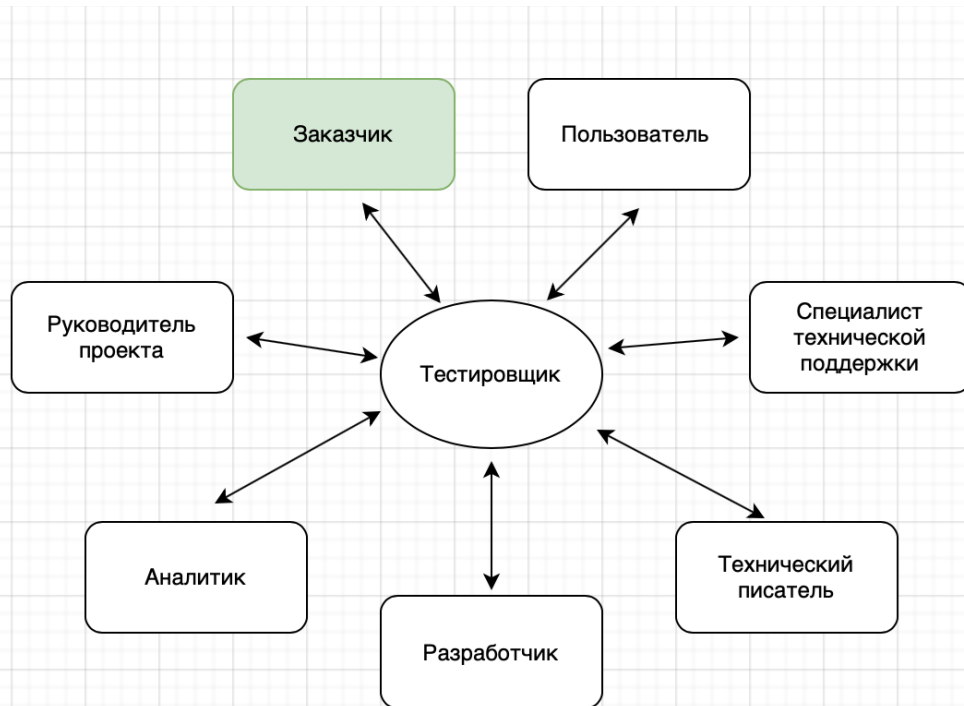 Заказчик
Пользователь
Руководитель
проекта
Специалист
технической
поддержки
Тестировщик
Аналитик
Технический
писатель
Разработчик